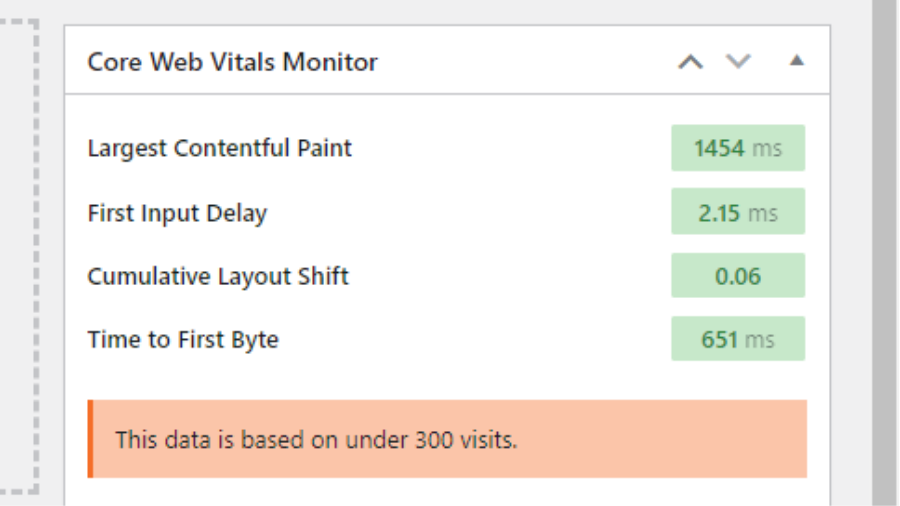 Core Web Vitals Monitor
Largest Contentful Paint 1454 ms
First Input Delay 2.15 ms
Cumulative Layout Shift 0.06
Time to First Byte 651 ms
This data is based on under 300 visits.